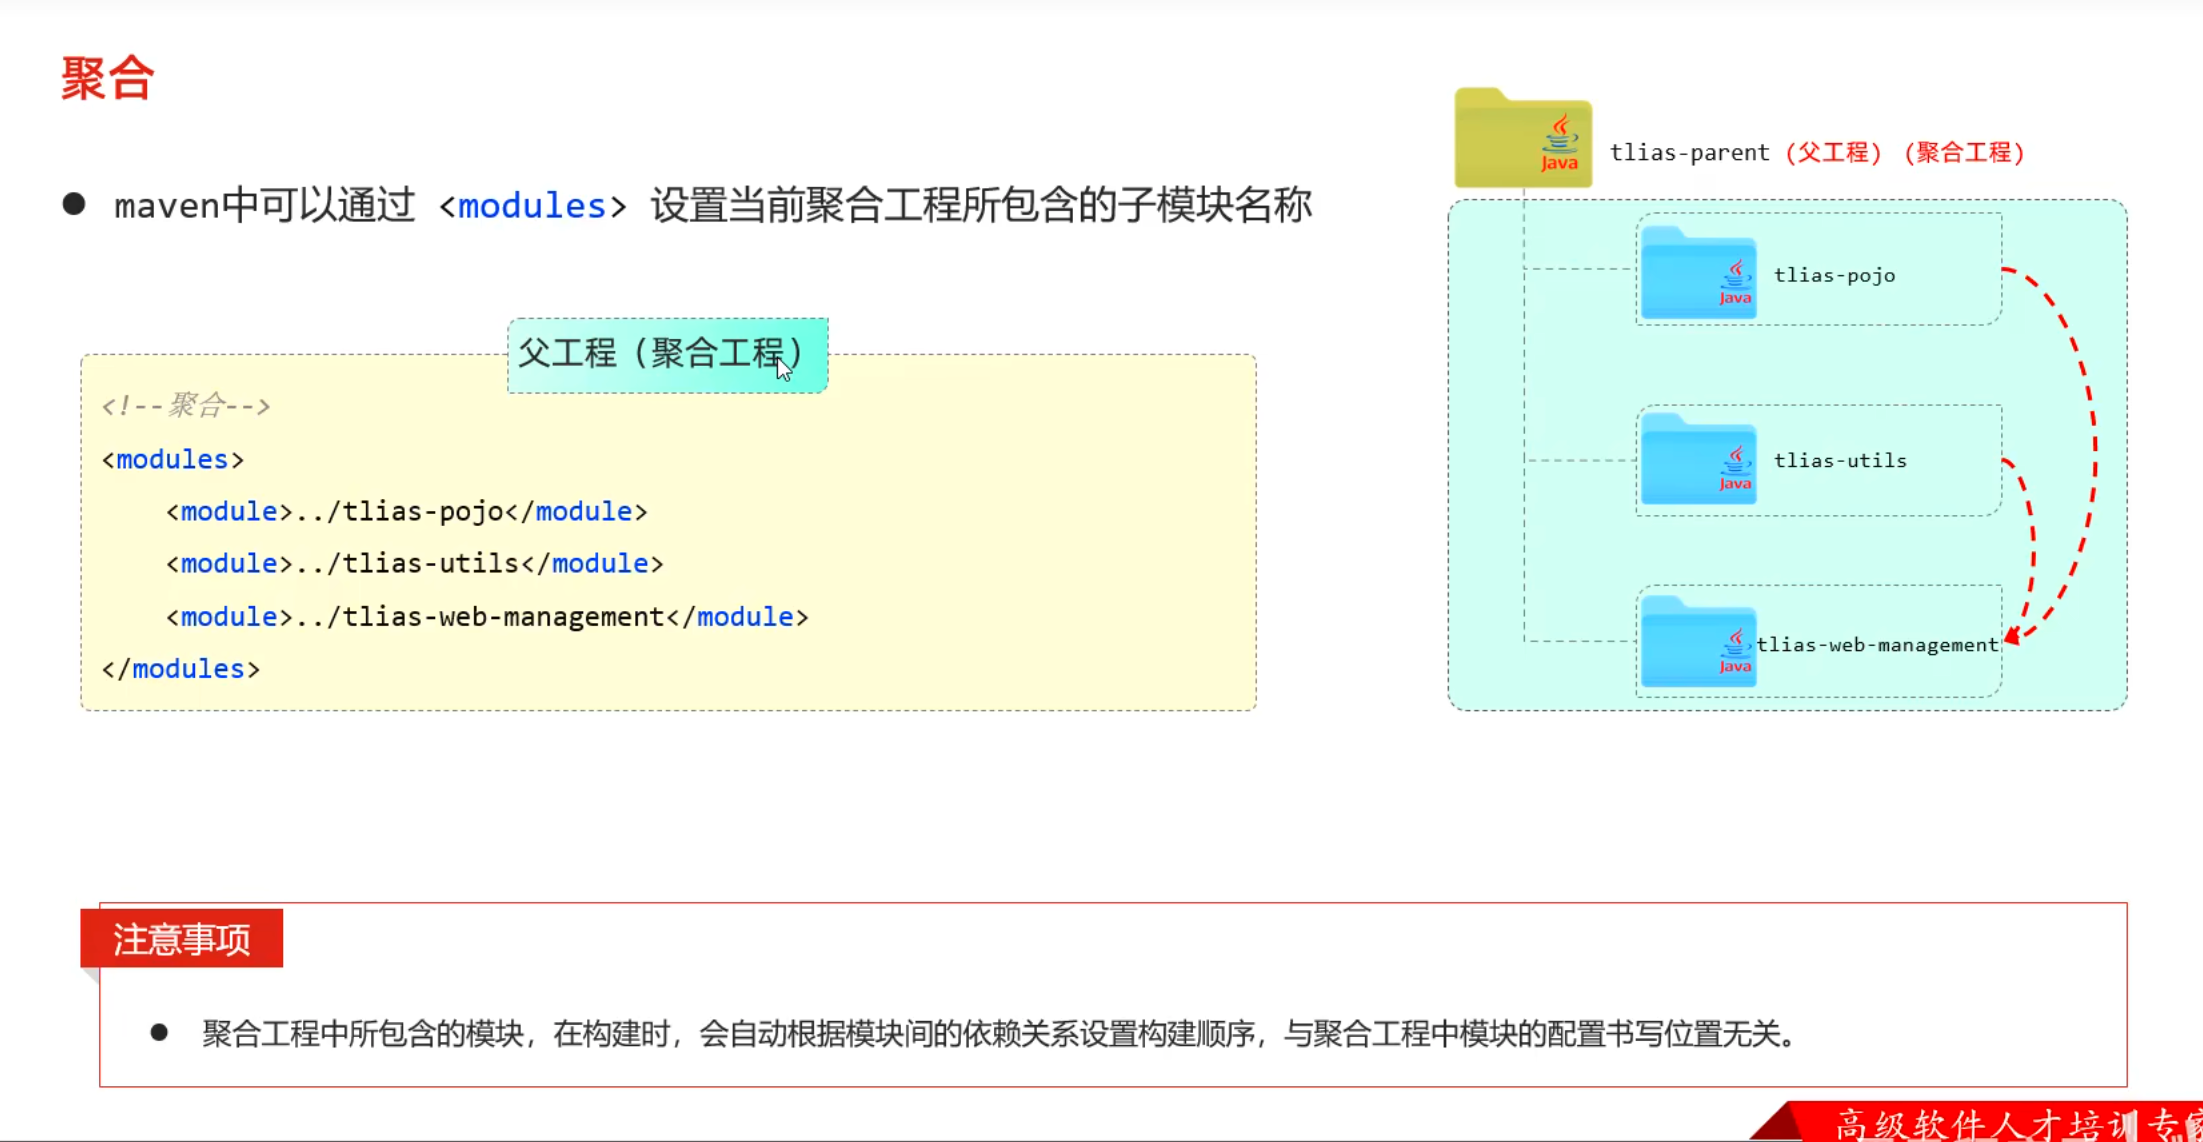 聚合
maven中可以通过 <modules> 设置当前聚合工程所包含的子模块名称
父工程（聚合工程）
<!--聚合-->
<modules>
    <module>../tlias-pojo</module>
    <module>../tlias-utils</module>
    <module>../tlias-web-management</module>
</modules>
Java
tlias-parent（父工程）（聚合工程）
Java
tlias-pojo
Java
tlias-utils
Java
tlias-web-management
注意事项
聚合工程中所包含的模块，在构建时，会自动根据模块间的依赖关系设置构建顺序，与聚合工程中模块的配置书写位置无关。
高级软件人才培训专家